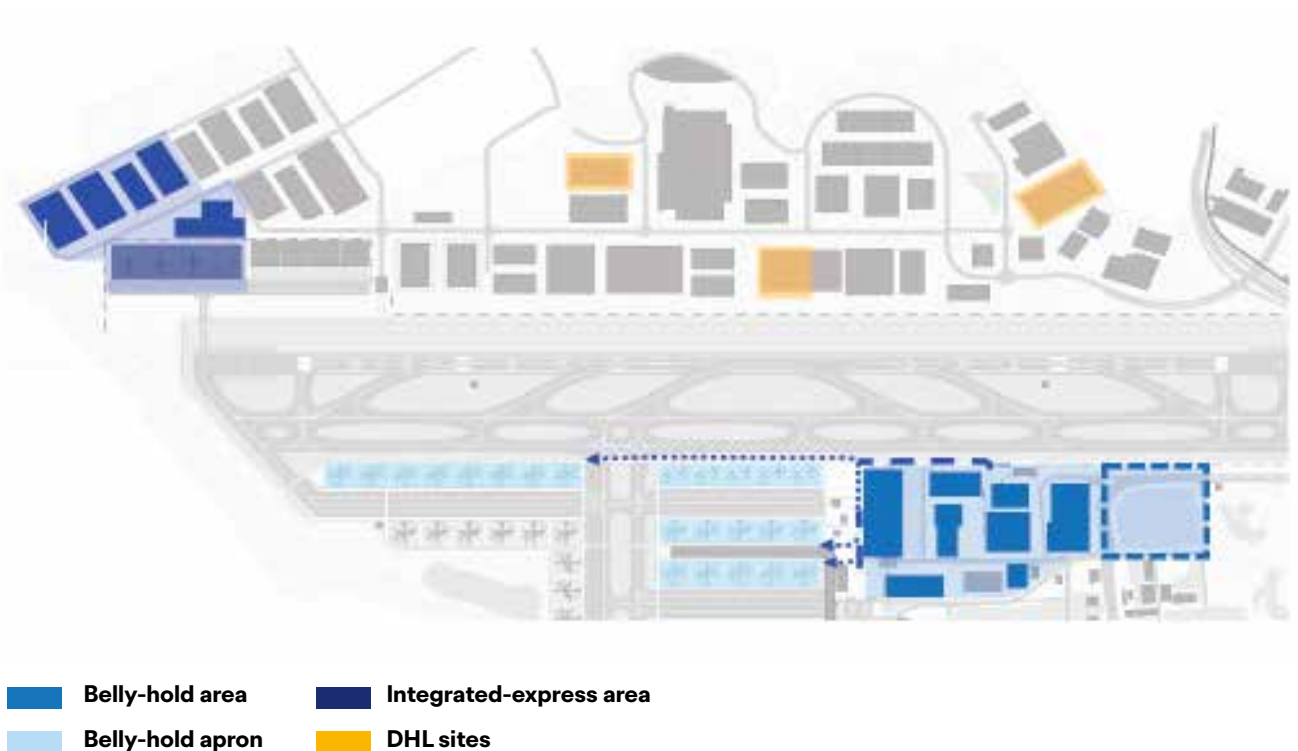 Belly-hold area
Integrated-express area
Belly-hold apron
DHL sites